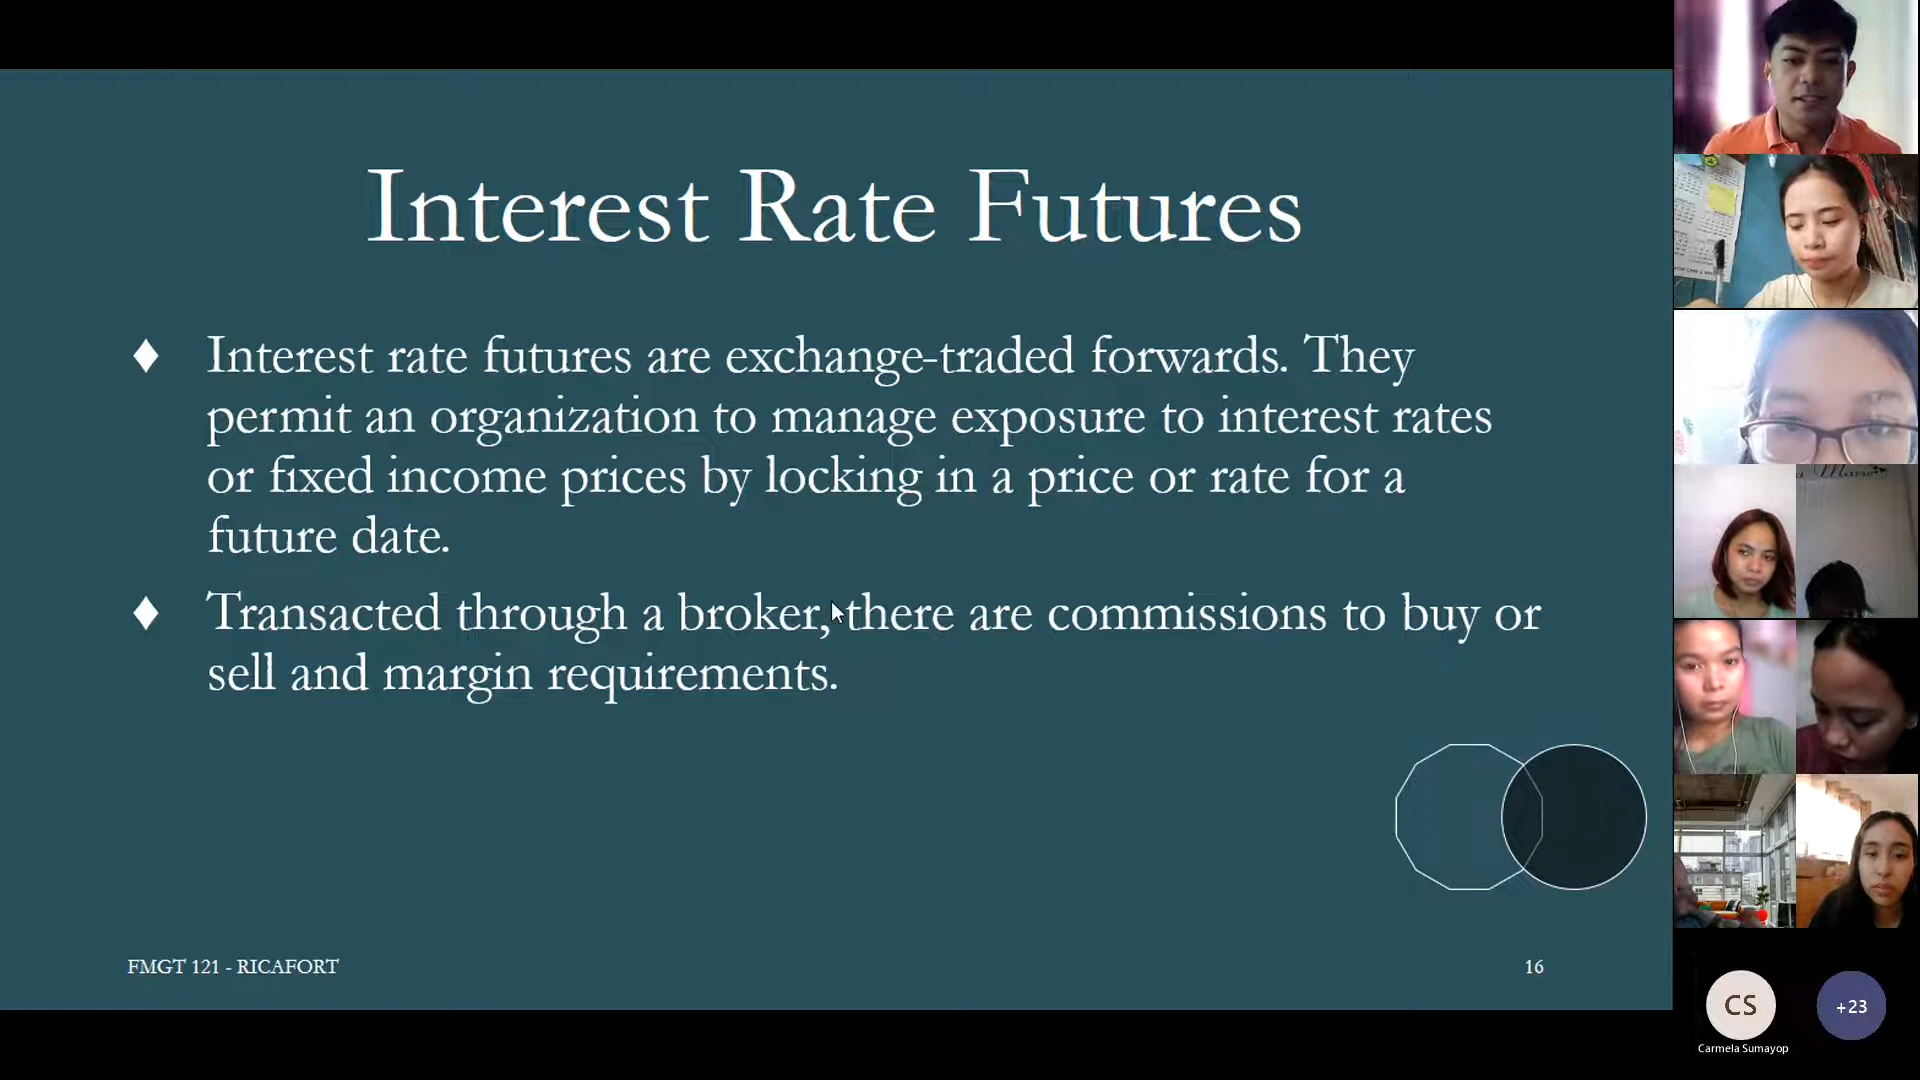 Interest Rate Futures
Interest rate futures are exchange-traded forwards. They
permit an organization to manage exposure to interest rates
or fixed income prices by locking in a price or rate for a
future date.
Transacted through a broker, there are commissions to buy or
sell and margin requirements.
FMGT 121 - RICAFORT
16
CS
+23
Carmela Sumayop